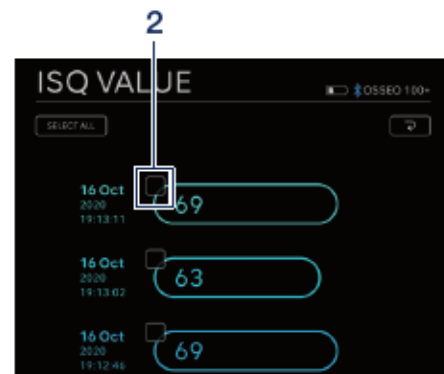 2
ISQ VALUE
OSSEO 100+
SELECT ALL
16 Oct
2020
19:13:11
69
16 Oct
2020
19:13:02
63
16 Oct
2020
19:12:46
69